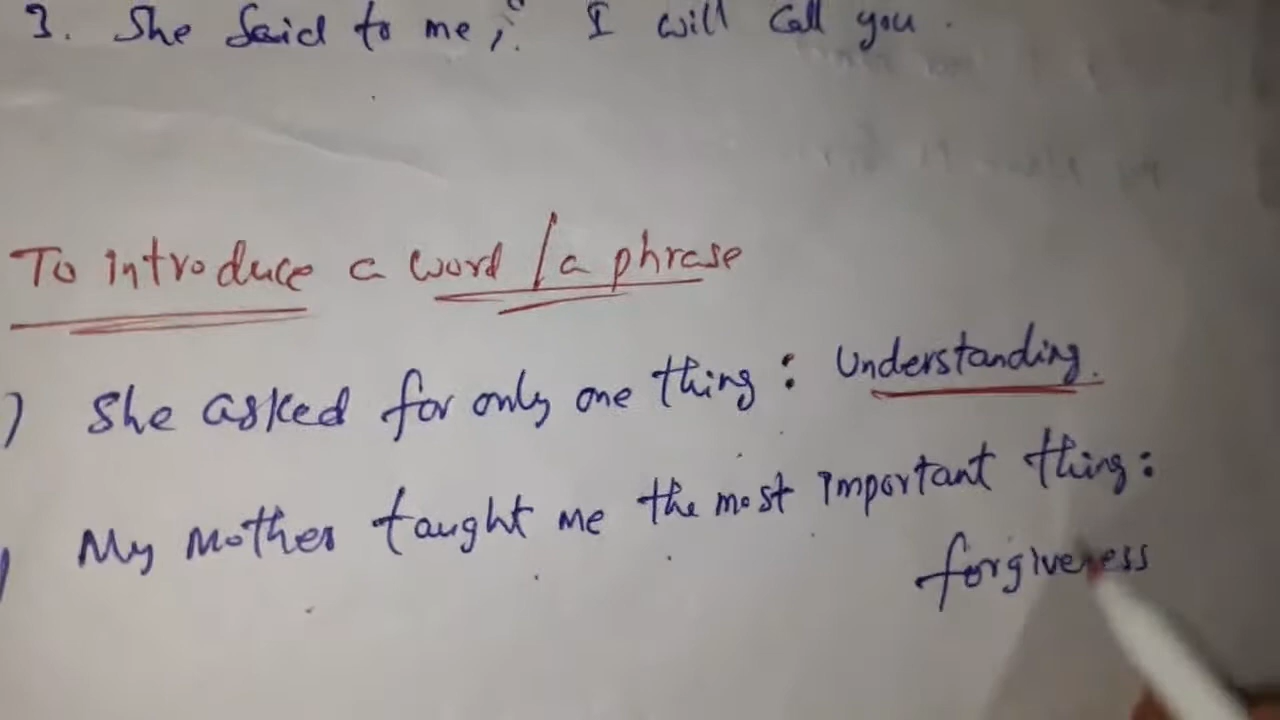 3. She Said to me,: " I will Call you.
To introduce a word / a phrase
) She asked for only one thing : Understanding.
) My Mother taught me the most important thing :
forgiveness